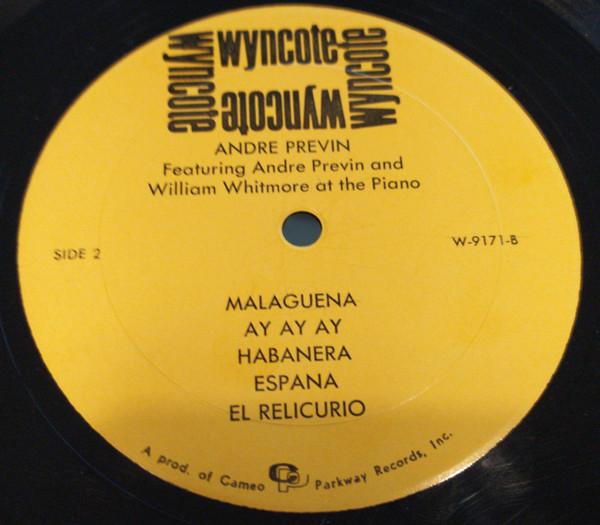 wyncote
wyncote
wyncote
wyncote
ANDRE PREVIN
Featuring Andre Previn and
William Whitmore at the Piano
SIDE 2
W-9171-B
MALAGUENA
AY AY AY
HABANERA
ESPANA
EL RELICURIO
A prod. of Cameo CP Parkway Records, Inc.